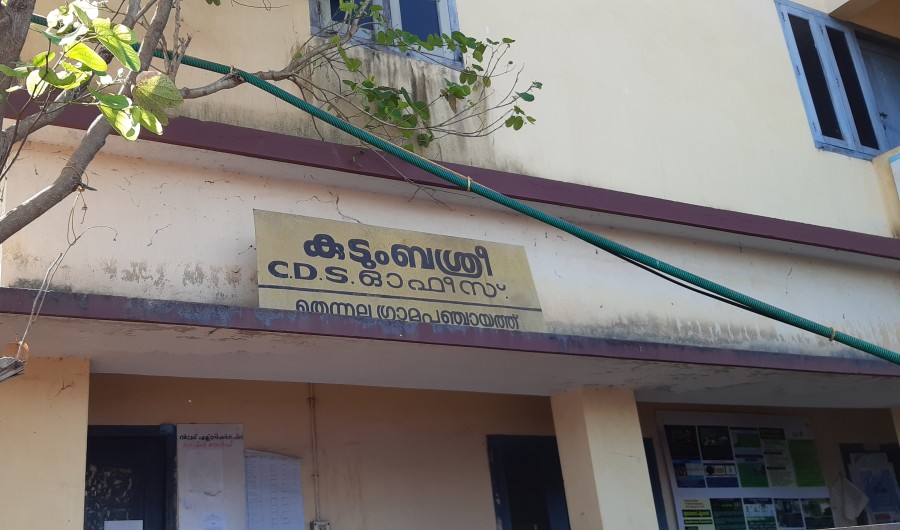 കുടുംബശ്രീ
C.D.S. ഓഫീസ്.
തെന്നല ഗ്രാമപഞ്ചായത്ത്